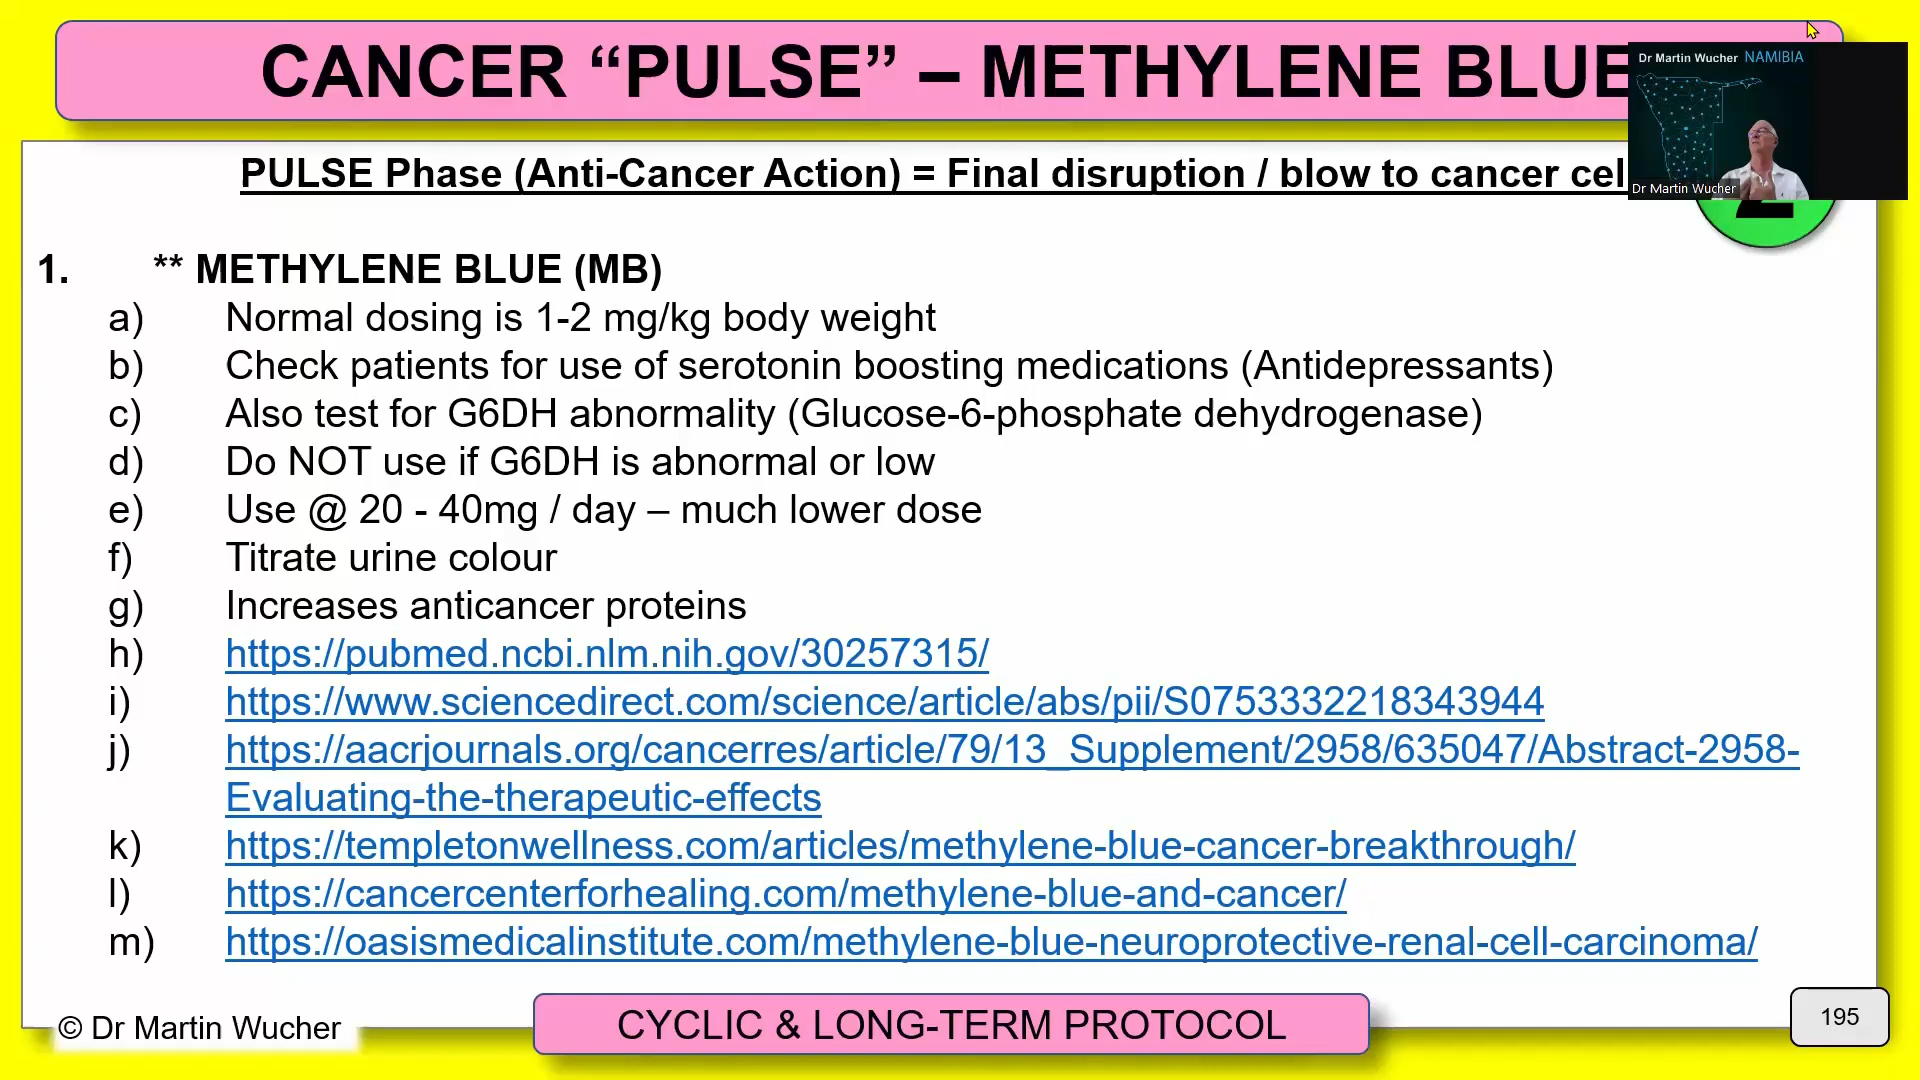 CANCER “PULSE” – METHYLENE BLUE
Dr Martin Wucher NAMIBIA
Dr Martin Wucher
PULSE Phase (Anti-Cancer Action) = Final disruption / blow to cancer cel
2
1. ** METHYLENE BLUE (MB)
a) Normal dosing is 1-2 mg/kg body weight
b) Check patients for use of serotonin boosting medications (Antidepressants)
c) Also test for G6DH abnormality (Glucose-6-phosphate dehydrogenase)
d) Do NOT use if G6DH is abnormal or low
e) Use @ 20 - 40mg / day – much lower dose
f) Titrate urine colour
g) Increases anticancer proteins
h) https://pubmed.ncbi.nlm.nih.gov/30257315/
i) https://www.sciencedirect.com/science/article/abs/pii/S0753332218343944
j) https://aacrjournals.org/cancerres/article/79/13_Supplement/2958/635047/Abstract-2958-
Evaluating-the-therapeutic-effects
k) https://templetonwellness.com/articles/methylene-blue-cancer-breakthrough/
l) https://cancercenterforhealing.com/methylene-blue-and-cancer/
m) https://oasismedicalinstitute.com/methylene-blue-neuroprotective-renal-cell-carcinoma/
© Dr Martin Wucher
CYCLIC & LONG-TERM PROTOCOL
195